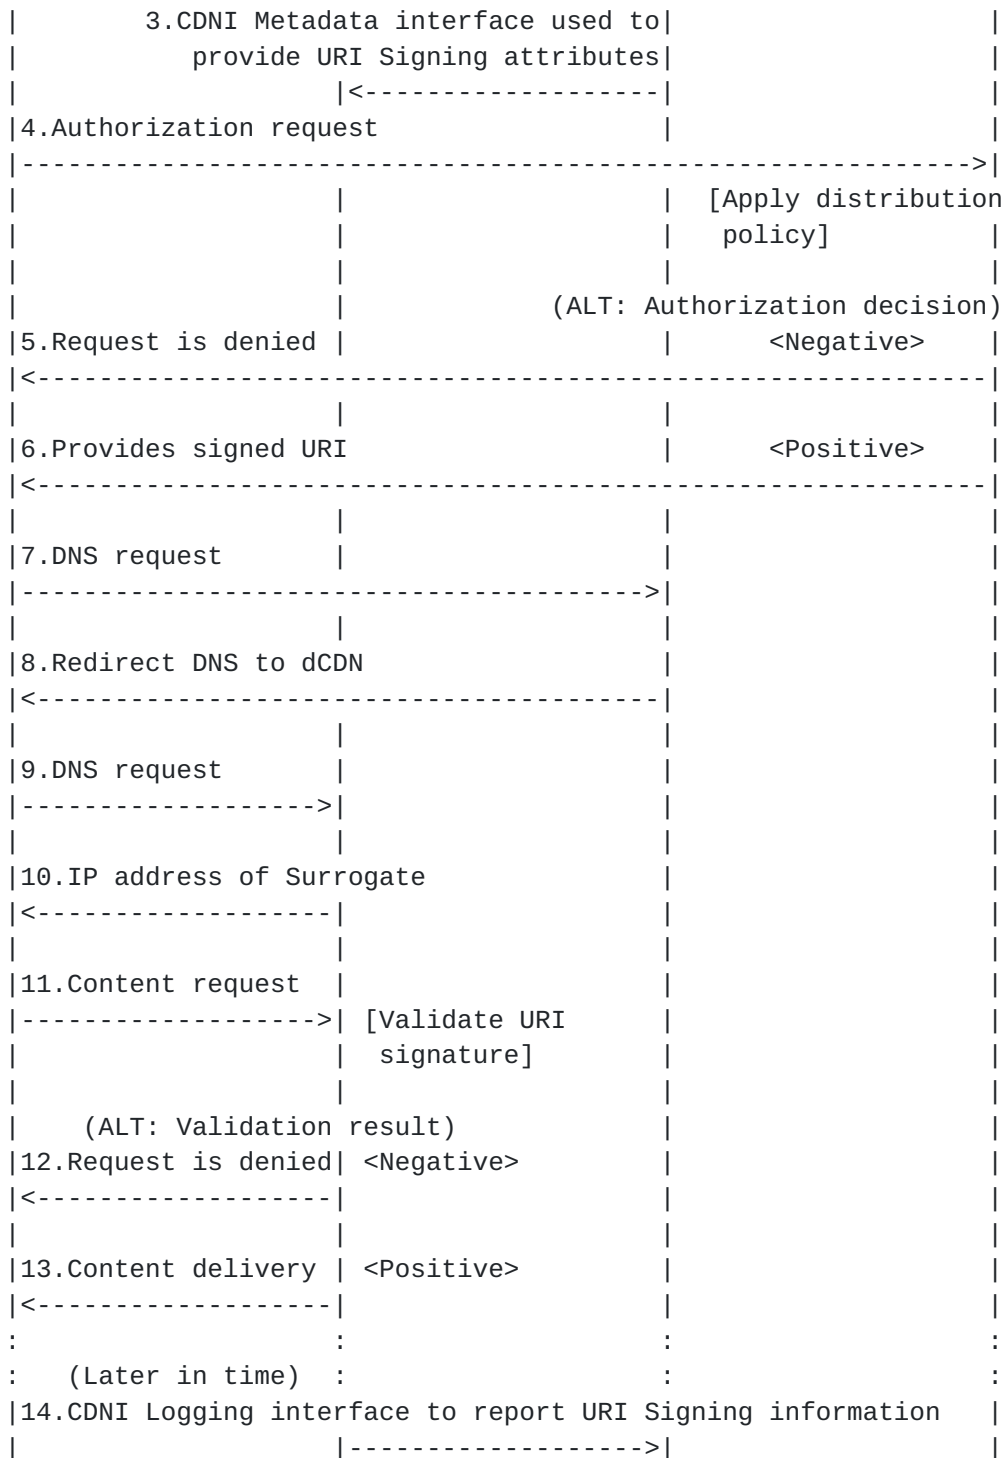 |        3.CDNI Metadata interface used to|                    |
|           provide URI Signing attributes|                    |
|                    |<-------------------|                    |
|4.Authorization request                  |                    |
|------------------------------------------------------------->|
|                    |                    |  [Apply distribution
|                    |                    |   policy]          |
|                    |                    |                    |
|                    |             (ALT: Authorization decision)
|5.Request is denied |                    |      <Negative>    |
|<-------------------------------------------------------------|
|                    |                    |                    |
|6.Provides signed URI                    |      <Positive>    |
|<-------------------------------------------------------------|
|                    |                    |                    |
|7.DNS request       |                    |                    |
|---------------------------------------->|                    |
|                    |                    |                    |
|8.Redirect DNS to dCDN                   |                    |
|<----------------------------------------|                    |
|                    |                    |                    |
|9.DNS request       |                    |                    |
|------------------->|                    |                    |
|                    |                    |                    |
|10.IP address of Surrogate               |                    |
|<-------------------|                    |                    |
|                    |                    |                    |
|11.Content request  |                    |                    |
|------------------->| [Validate URI      |                    |
|                    |  signature]        |                    |
|                    |                    |                    |
|    (ALT: Validation result)             |                    |
|12.Request is denied| <Negative>         |                    |
|<-------------------|                    |                    |
|                    |                    |                    |
|13.Content delivery | <Positive>         |                    |
|<-------------------|                    |                    |
:                    :                    :                    :
:   (Later in time)  :                    :                    :
|14.CDNI Logging interface to report URI Signing information   |
|                    |------------------->|                    |